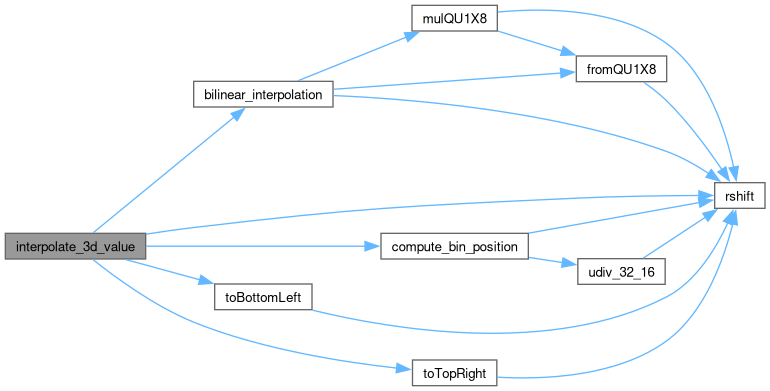 mulQU1X8
fromQU1X8
bilinear_interpolation
rshift
interpolate_3d_value
compute_bin_position
udiv_32_16
toBottomLeft
toTopRight